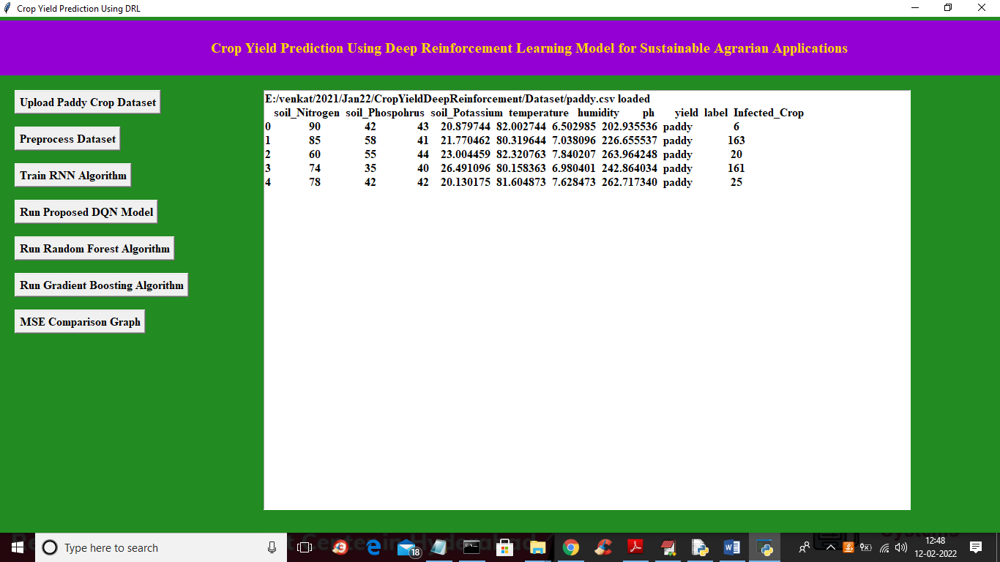 Crop Yield Prediction Using DRL
Crop Yield Prediction Using Deep Reinforcement Learning Model for Sustainable Agrarian Applications
Upload Paddy Crop Dataset
Preprocess Dataset
Train RNN Algorithm
Run Proposed DQN Model
Run Random Forest Algorithm
Run Gradient Boosting Algorithm
MSE Comparison Graph
E:/venkat/2021/Jan22/CropYieldDeepReinforcement/Dataset/paddy.csv loaded
soil_Nitrogen soil_Phospohrus soil_Potassium temperature humidity ph yield label Infected_Crop
0 90 42 43 20.879744 82.002744 6.502985 202.935536 paddy 6
1 85 58 41 21.770462 80.319644 7.038096 226.655537 paddy 163
2 60 55 44 23.004459 82.320763 7.840207 263.964248 paddy 20
3 74 35 40 26.491096 80.158363 6.980401 242.864034 paddy 161
4 78 42 42 20.130175 81.604873 7.628473 262.717340 paddy 25
Type here to search
18
12:48
12-02-2022